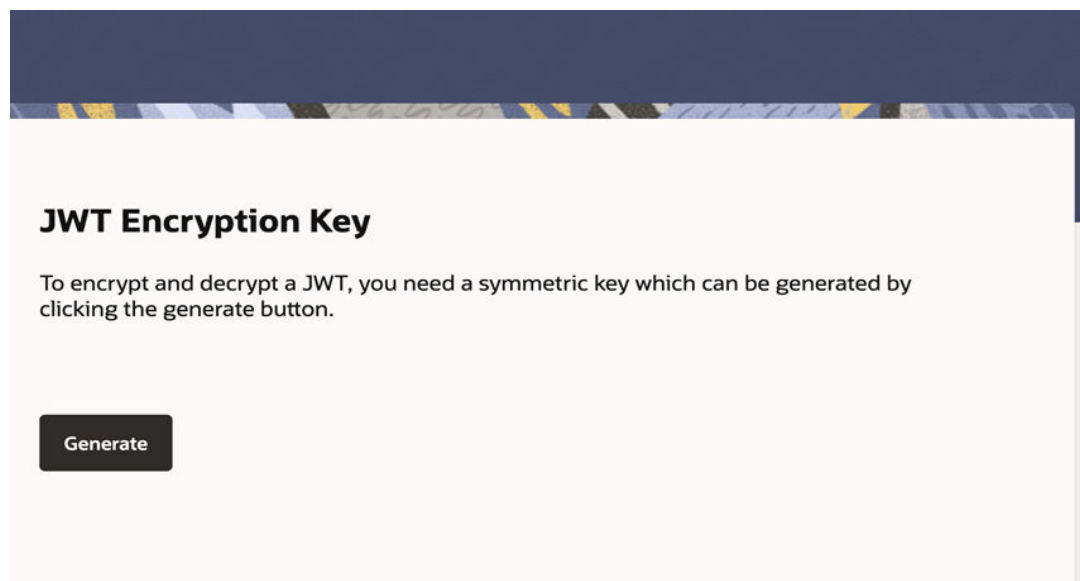 JWT Encryption Key
To encrypt and decrypt a JWT, you need a symmetric key which can be generated by
clicking the generate button.
Generate